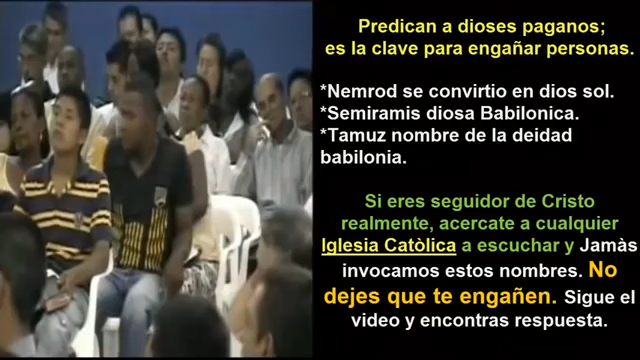 Predican a dioses paganos;
es la clave para engañar personas.
*Nemrod se convirtio en dios sol.
*Semiramis diosa Babilonica.
*Tamuz nombre de la deidad
babilonia.
Si eres seguidor de Cristo
realmente, acercate a cualquier
Iglesia Catòlica a escuchar y Jamàs
invocamos estos nombres. No
dejes que te engañen. Sigue el
video y encontras respuesta.